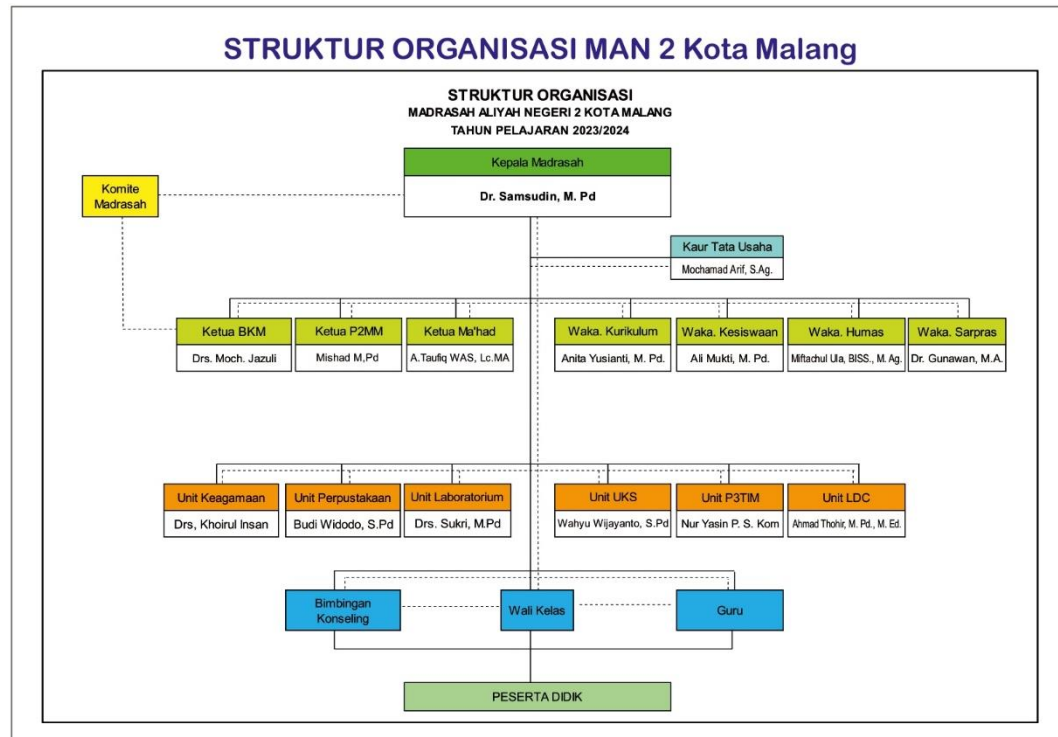 STRUKTUR ORGANISASI MAN 2 Kota Malang
STRUKTUR ORGANISASI
MADRASAH ALIYAH NEGERI 2 KOTA MALANG
TAHUN PELAJARAN 2023/2024
Kepala Madrasah
Dr. Samsudin, M. Pd
Komite
Madrasah
Kaur Tata Usaha
Mochamad Arif, S.Ag.
Ketua BKM
Drs. Moch. Jazuli
Ketua P2MM
Mishad M,Pd
Ketua Ma'had
A.Taufiq WAS, Lc.MA
Waka. Kurikulum
Anita Yusianti, M. Pd.
Waka. Kesiswaan
Ali Mukti, M. Pd.
Waka. Humas
Miftachul Ula, BISS., M. Ag.
Waka. Sarpras
Dr. Gunawan, M.A.
Unit Keagamaan
Drs, Khoirul Insan
Unit Perpustakaan
Budi Widodo, S.Pd
Unit Laboratorium
Drs. Sukri, M.Pd
Unit UKS
Wahyu Wijayanto, S.Pd
Unit P3TIM
Nur Yasin P. S. Kom
Unit LDC
Ahmad Thohir, M. Pd., M. Ed.
Bimbingan
Konseling
Wali Kelas
Guru
PESERTA DIDIK